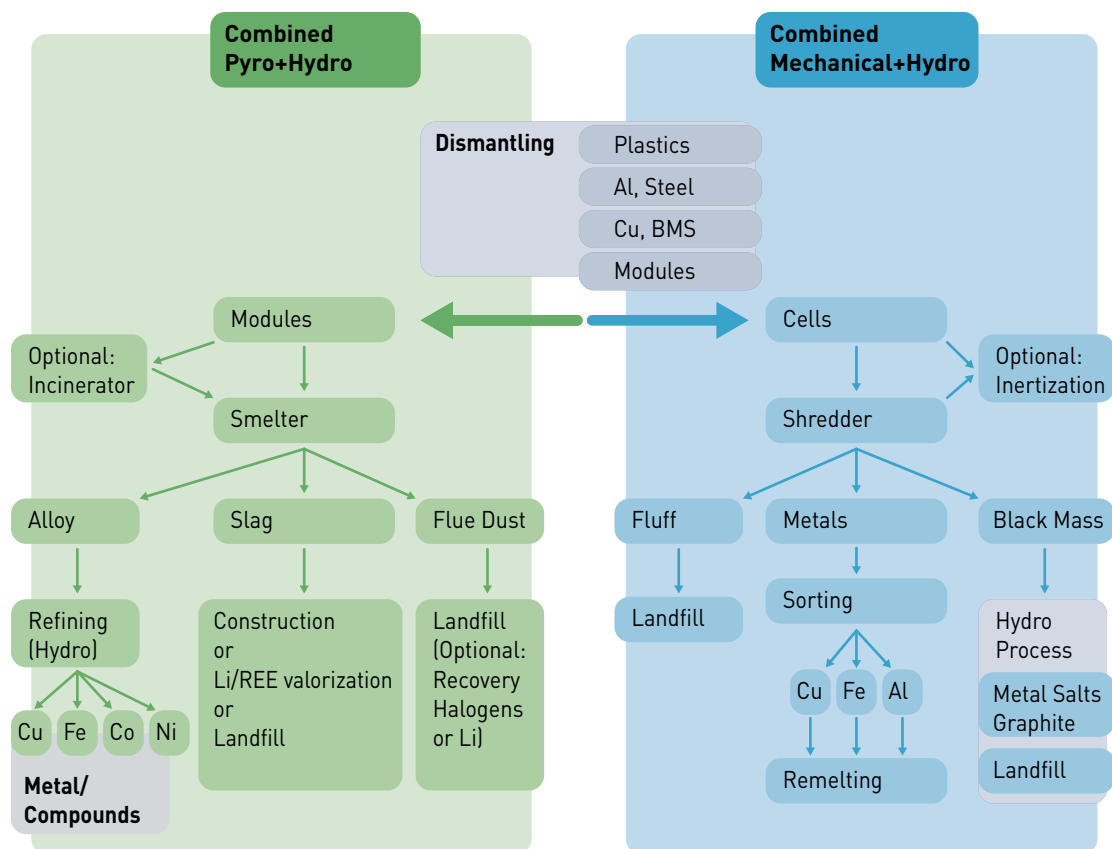 Combined
Pyro+Hydro
Combined
Mechanical+Hydro
Dismantling
Plastics
Al, Steel
Cu, BMS
Modules
Modules
Optional:
Incinerator
Smelter
Alloy
Slag
Flue Dust
Refining
(Hydro)
Cu
Fe
Co
Ni
Metal/
Compounds
Construction
or
Li/REE valorization
or
Landfill
Landfill
(Optional:
Recovery
Halogens
or Li)
Cells
Optional:
Inertization
Shredder
Fluff
Metals
Black Mass
Landfill
Sorting
Cu
Fe
Al
Remelting
Hydro
Process
Metal Salts
Graphite
Landfill